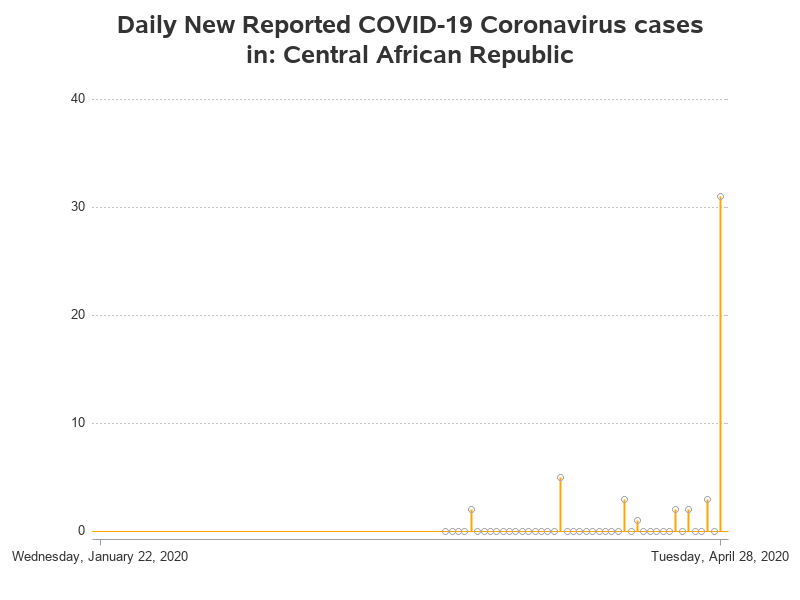 Daily New Reported COVID-19 Coronavirus cases
in: Central African Republic
40
30
20
10
0
Wednesday, January 22, 2020
Tuesday, April 28, 2020